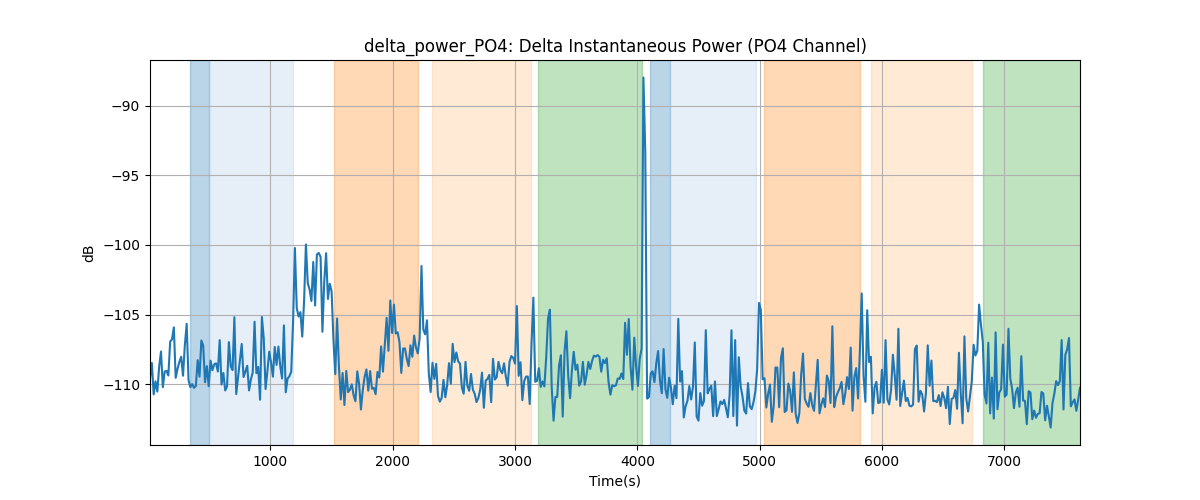 delta_power_PO4: Delta Instantaneous Power (PO4 Channel)
−90
−95
−100
−105
−110
dB
1000 2000 3000 4000 5000 6000 7000
Time(s)